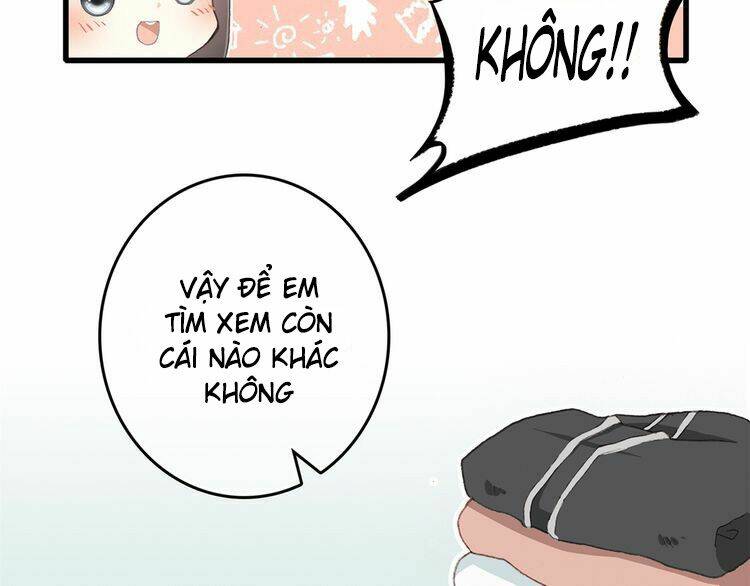 KHÔNG!!
VẬY ĐỂ EM
TÌM XEM CÒN
CÁI NÀO KHÁC
KHÔNG